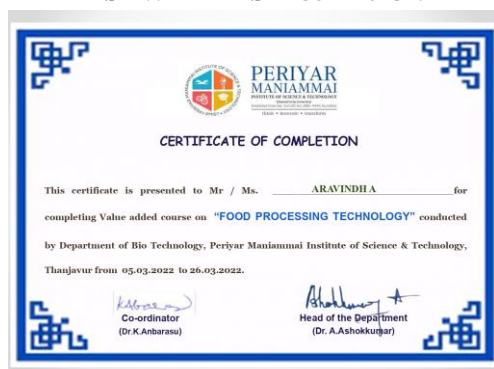 PERIYAR
MANIAMMAI
INSTITUTE OF SCIENCE & TECHNOLOGY
think • innovate • transform
CERTIFICATE OF COMPLETION
This certificate is presented to Mr / Ms. ARAVINDH A for
completing Value added course on "FOOD PROCESSING TECHNOLOGY" conducted
by Department of Bio Technology, Periyar Maniammai Institute of Science & Technology,
Thanjavur from 05.03.2022 to 26.03.2022.
Co-ordinator
(Dr.K.Anbarasu)
Head of the Department
(Dr. A.Ashokkumar)